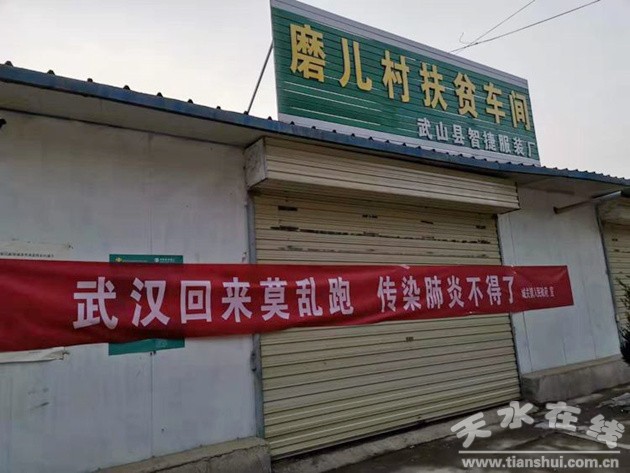 磨儿村扶贫车间
武山县智捷服装厂
武汉回来莫乱跑 传染肺炎不得了
天水在线
www.tianshui.com.cn